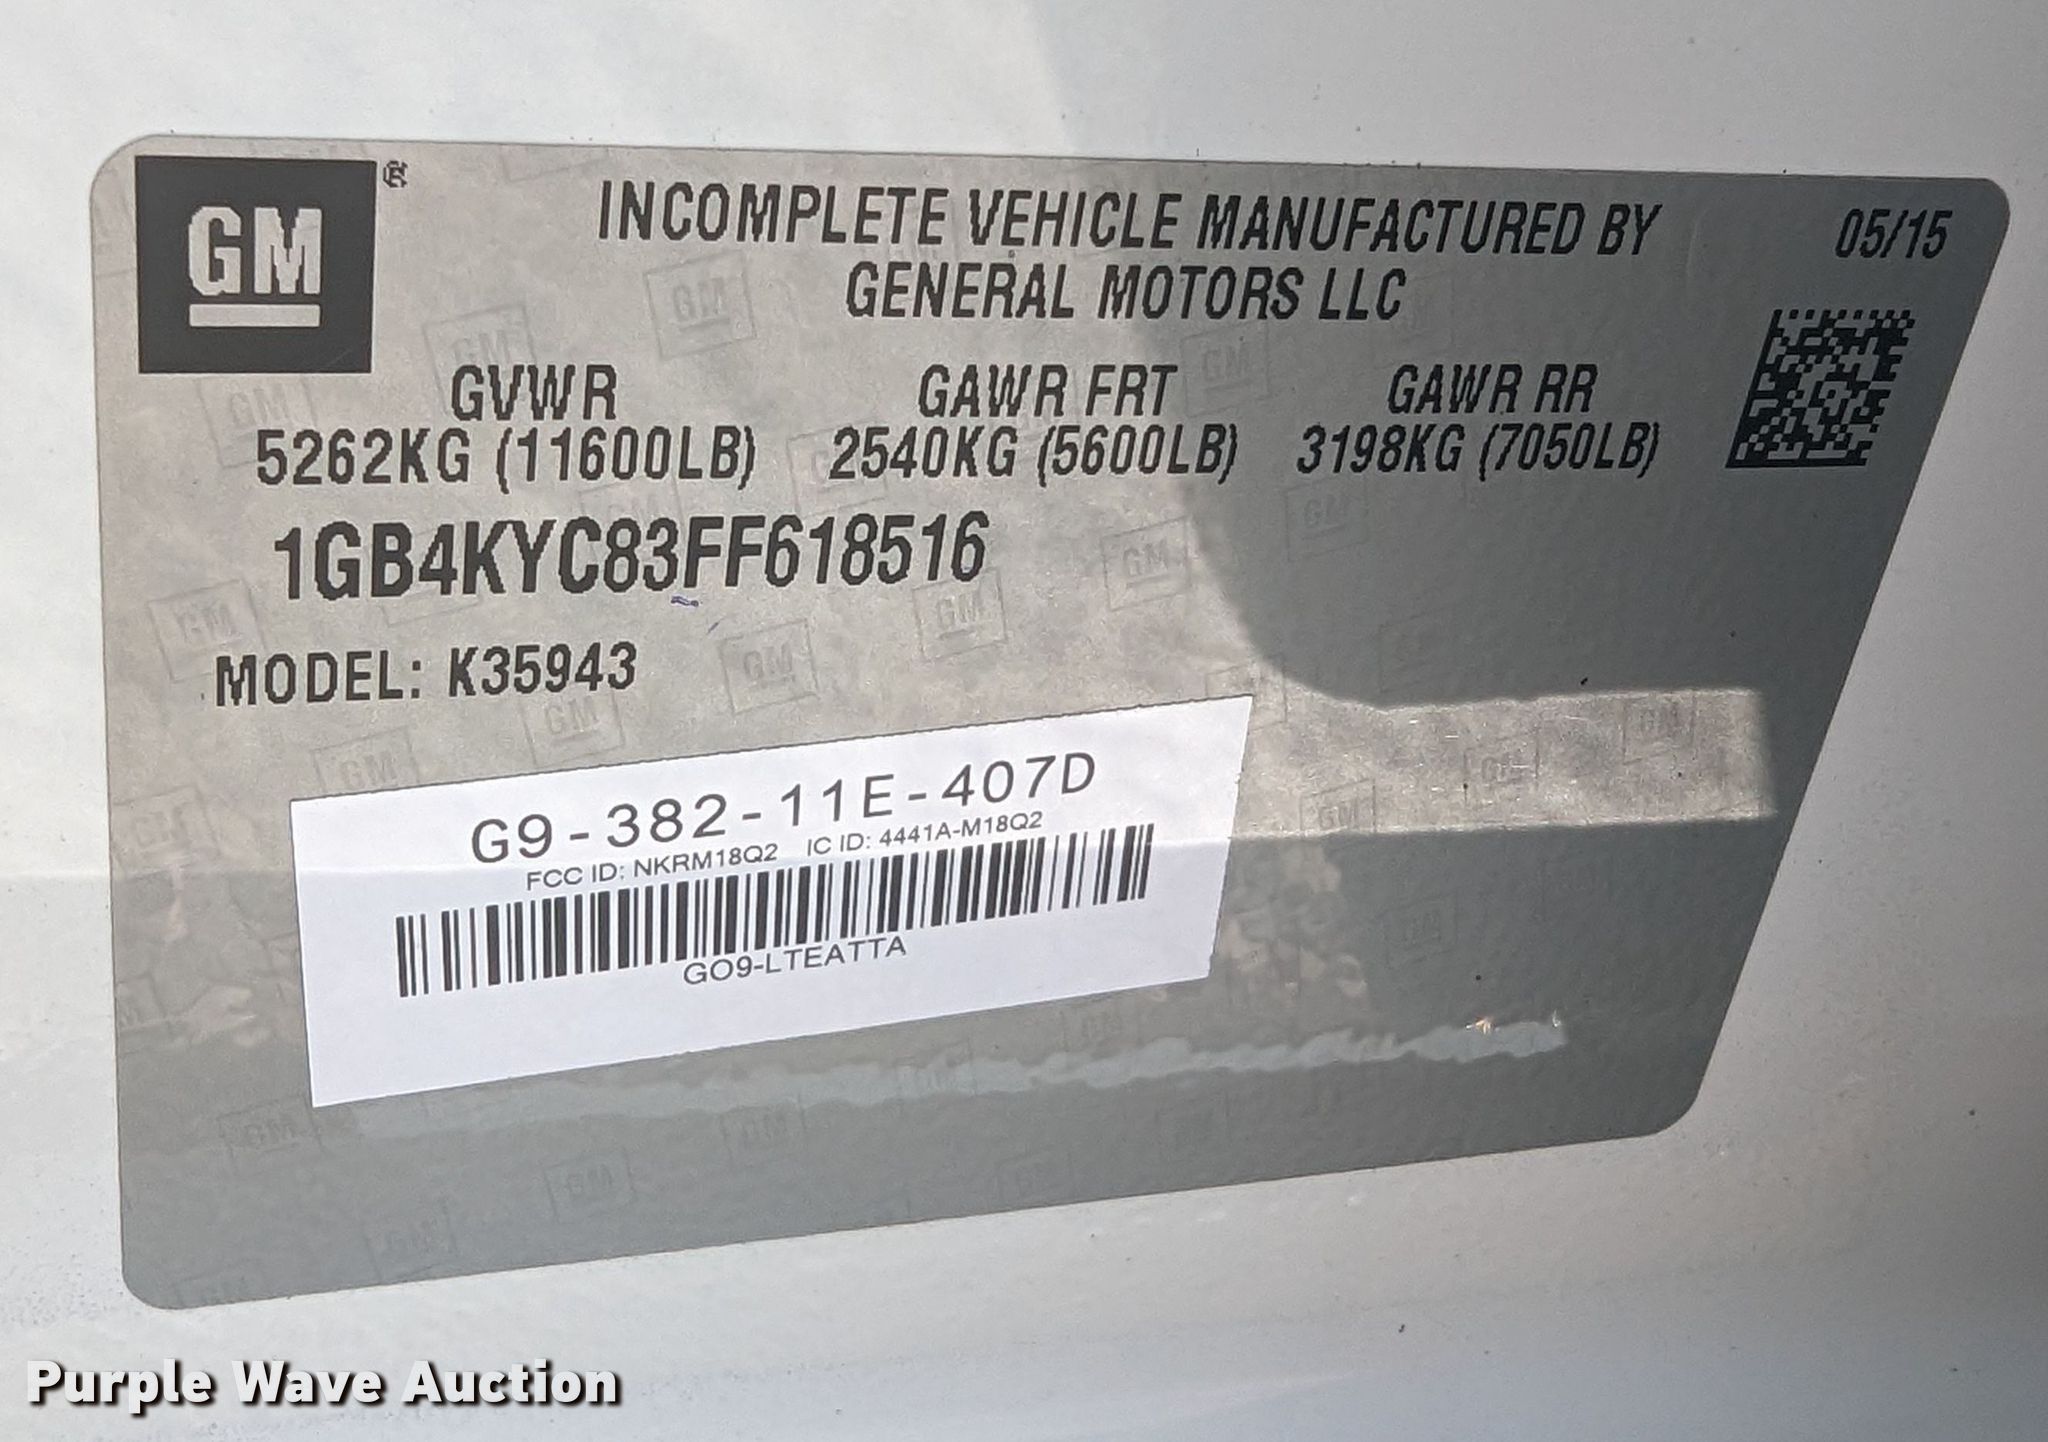 GM ®
INCOMPLETE VEHICLE MANUFACTURED BY
GENERAL MOTORS LLC
05/15
GVWR GAWR FRT GAWR RR
5262KG (11600LB) 2540KG (5600LB) 3198KG (7050LB)
1GB4KYC83FF618516
MODEL: K35943
G9-382-11E-407D
FCC ID: NKRM18Q2 IC ID: 4441A-M18Q2
GO9-LTEATTA
Purple Wave Auction